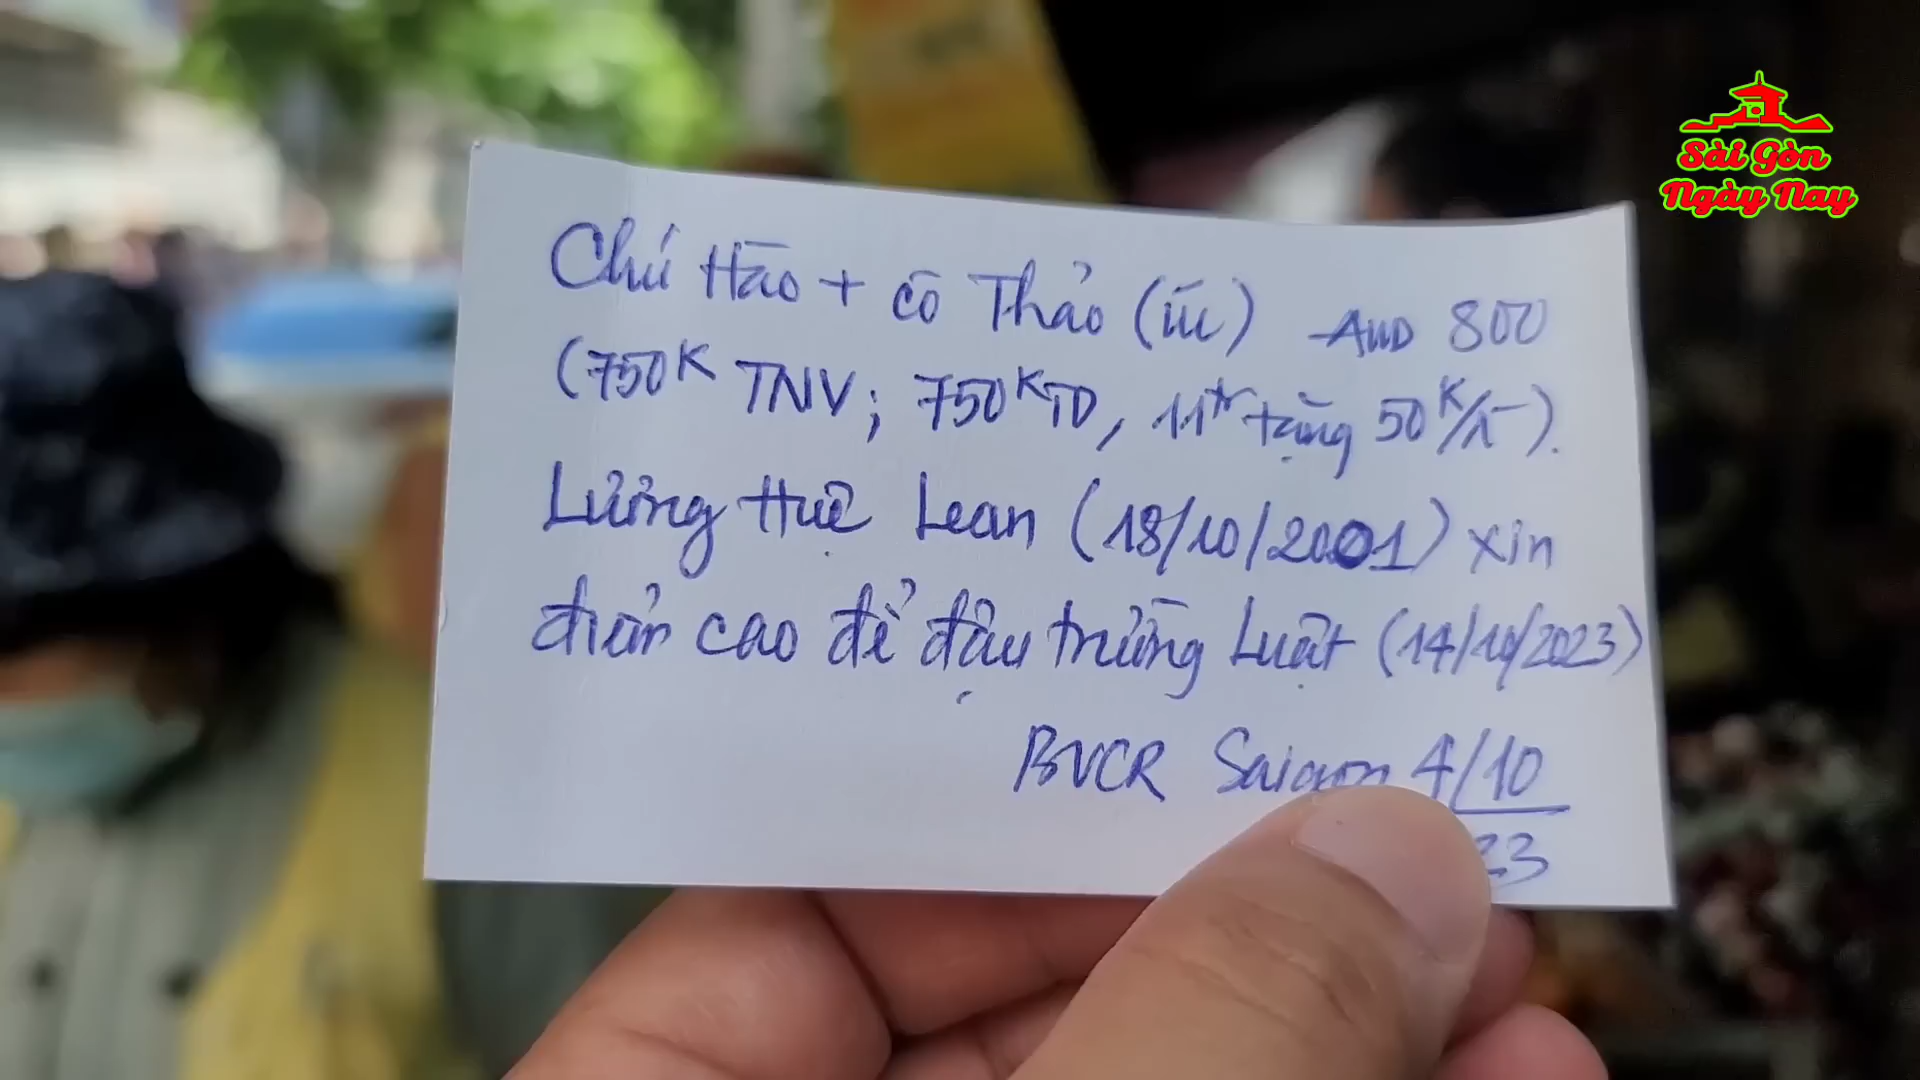 Sài Gòn
Ngày Nay
Chú Hào + cô Thảo (Úc) AUD 800
(750K TNV; 750K TD, 11tr tặng 50K/1).
Lương Huệ Lean (18/10/2001) xin
điểm cao để đậu trường Luật (14/10/2023)
BVCR Saigon 4/10
23